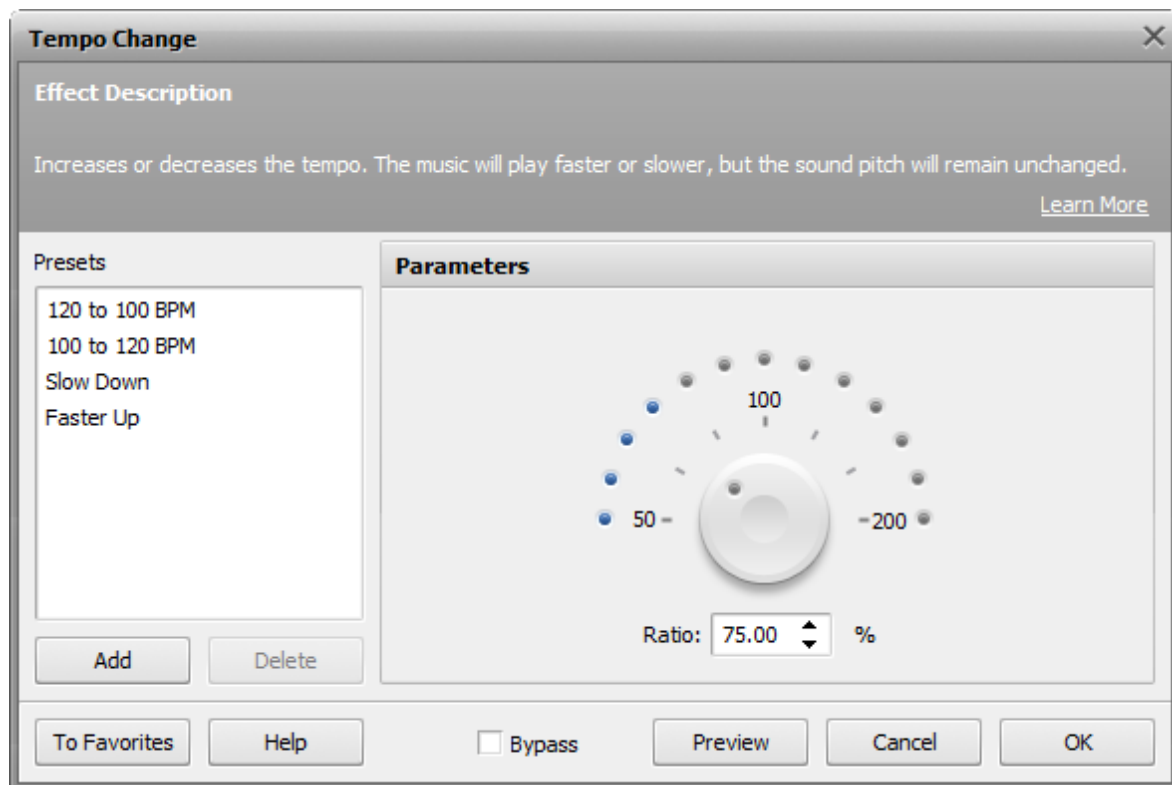 Tempo Change
Effect Description
Increases or decreases the tempo. The music will play faster or slower, but the sound pitch will remain unchanged.
Learn More
Presets
120 to 100 BPM
100 to 120 BPM
Slow Down
Faster Up
Add
Delete
Parameters
100
50
200
Ratio: 75.00 %
To Favorites
Help
Bypass
Preview
Cancel
OK